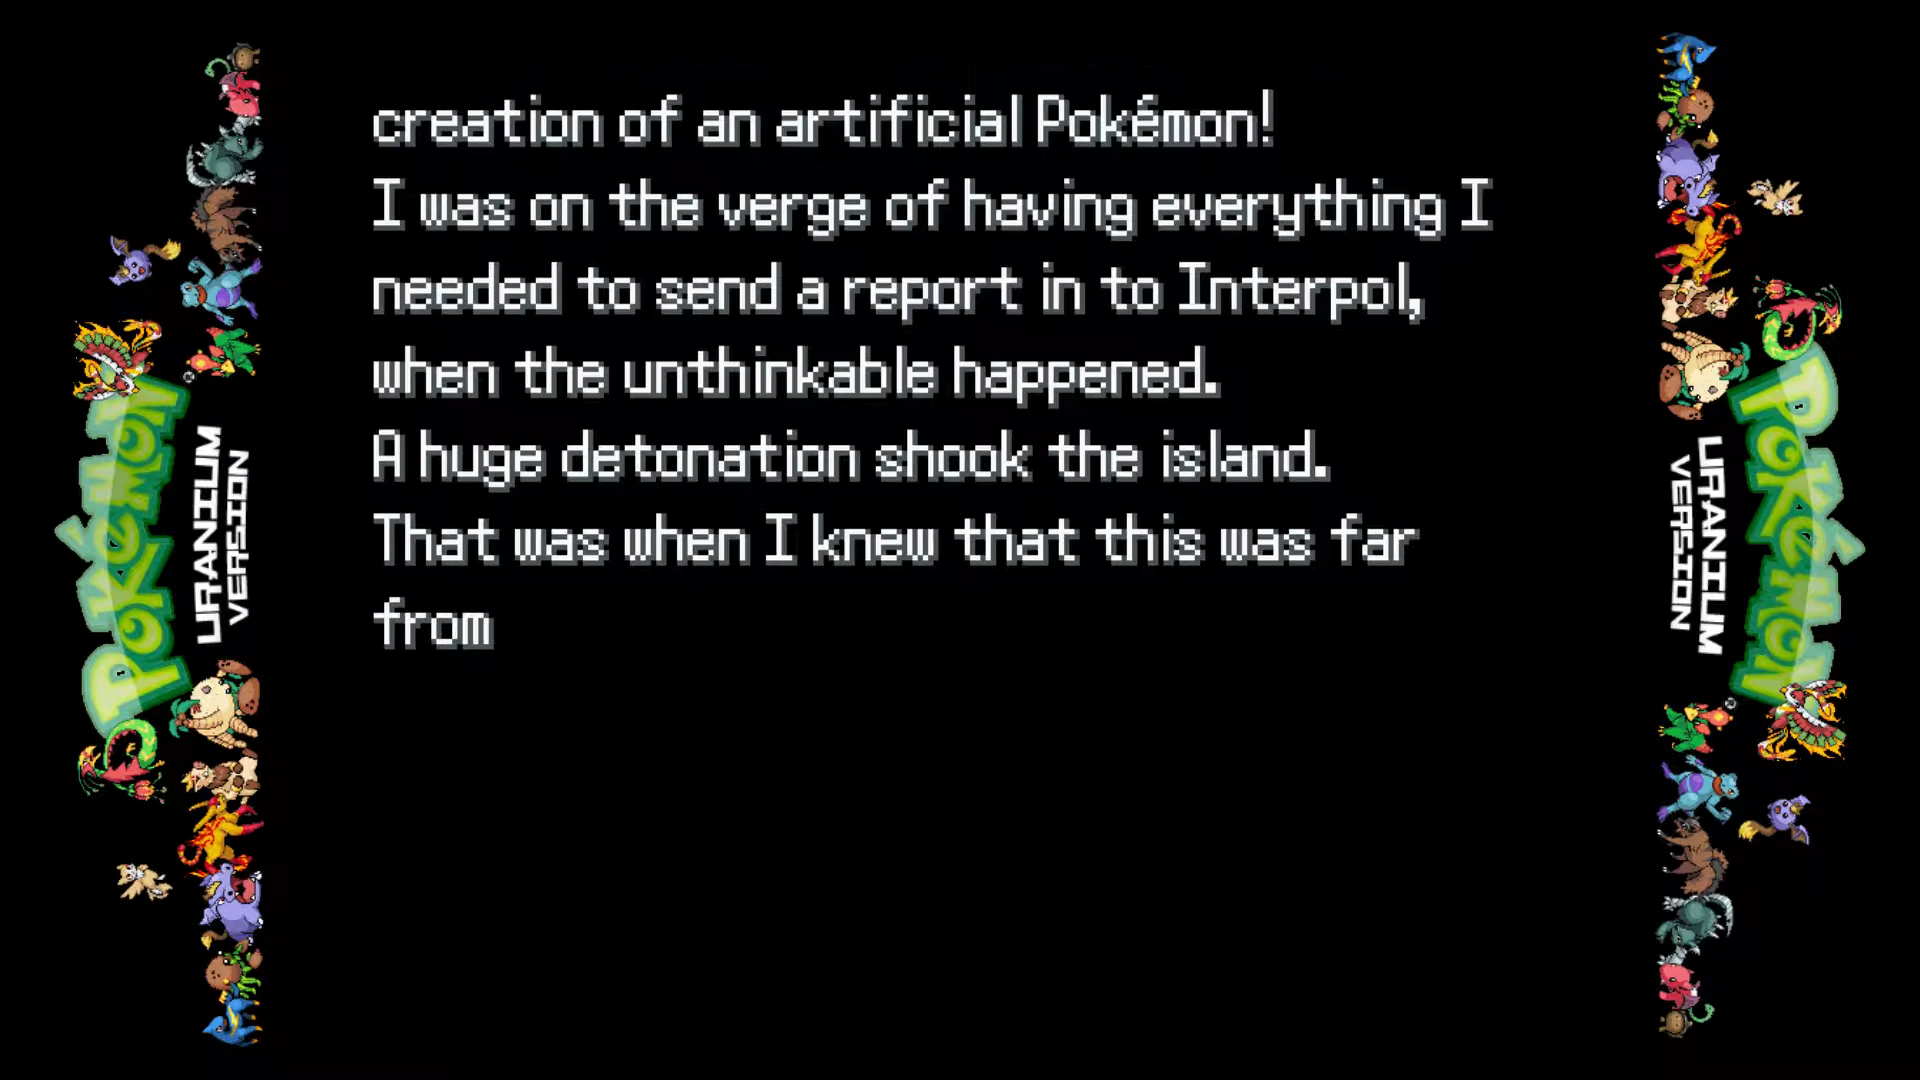 creation of an artificial Pokémon!
I was on the verge of having everything I
needed to send a report in to Interpol,
when the unthinkable happened.
A huge detonation shook the island.
That was when I knew that this was far
from
POKéMON
URANIUM
VERSION
POKéMON
URANIUM
VERSION